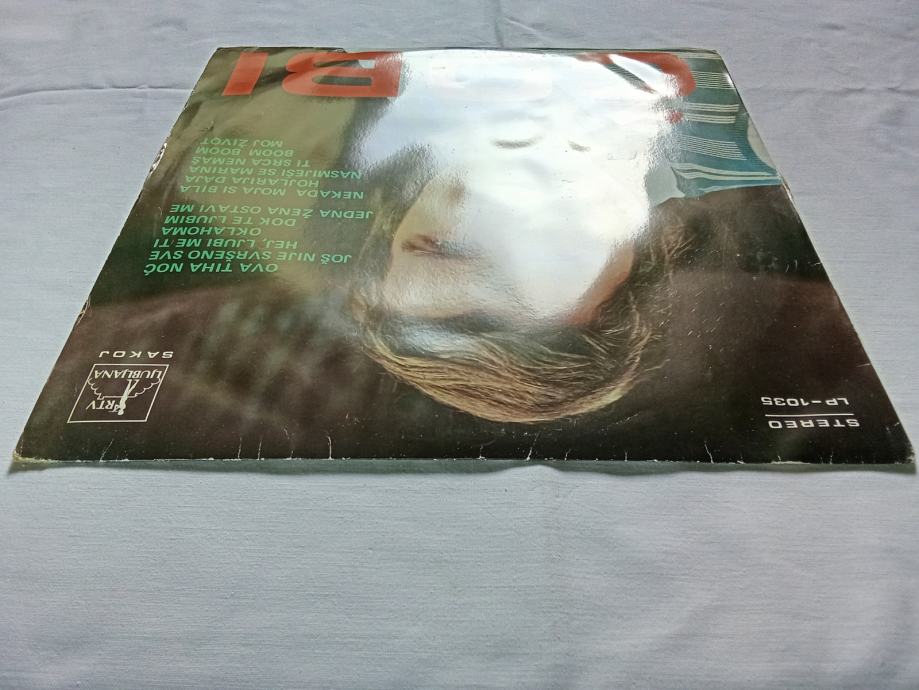 STEREO
LP-1035
RTV
LJUBLJANA
SAKOJ
OVA TIHA NOĆ
JOŠ NIJE SVRŠENO SVE
HEJ, LJUBI ME TI
OKLAHOMA
DOK TE LJUBIM
JEDNA ŽENA OSTAVI ME
NEKADA MOJA SI BILA
HOJLARIJA DAJA
NASMIJEŠI SE MARINA
TI SRCA NEMAŠ
BOOM BOOM
MOJ ŽIVOT